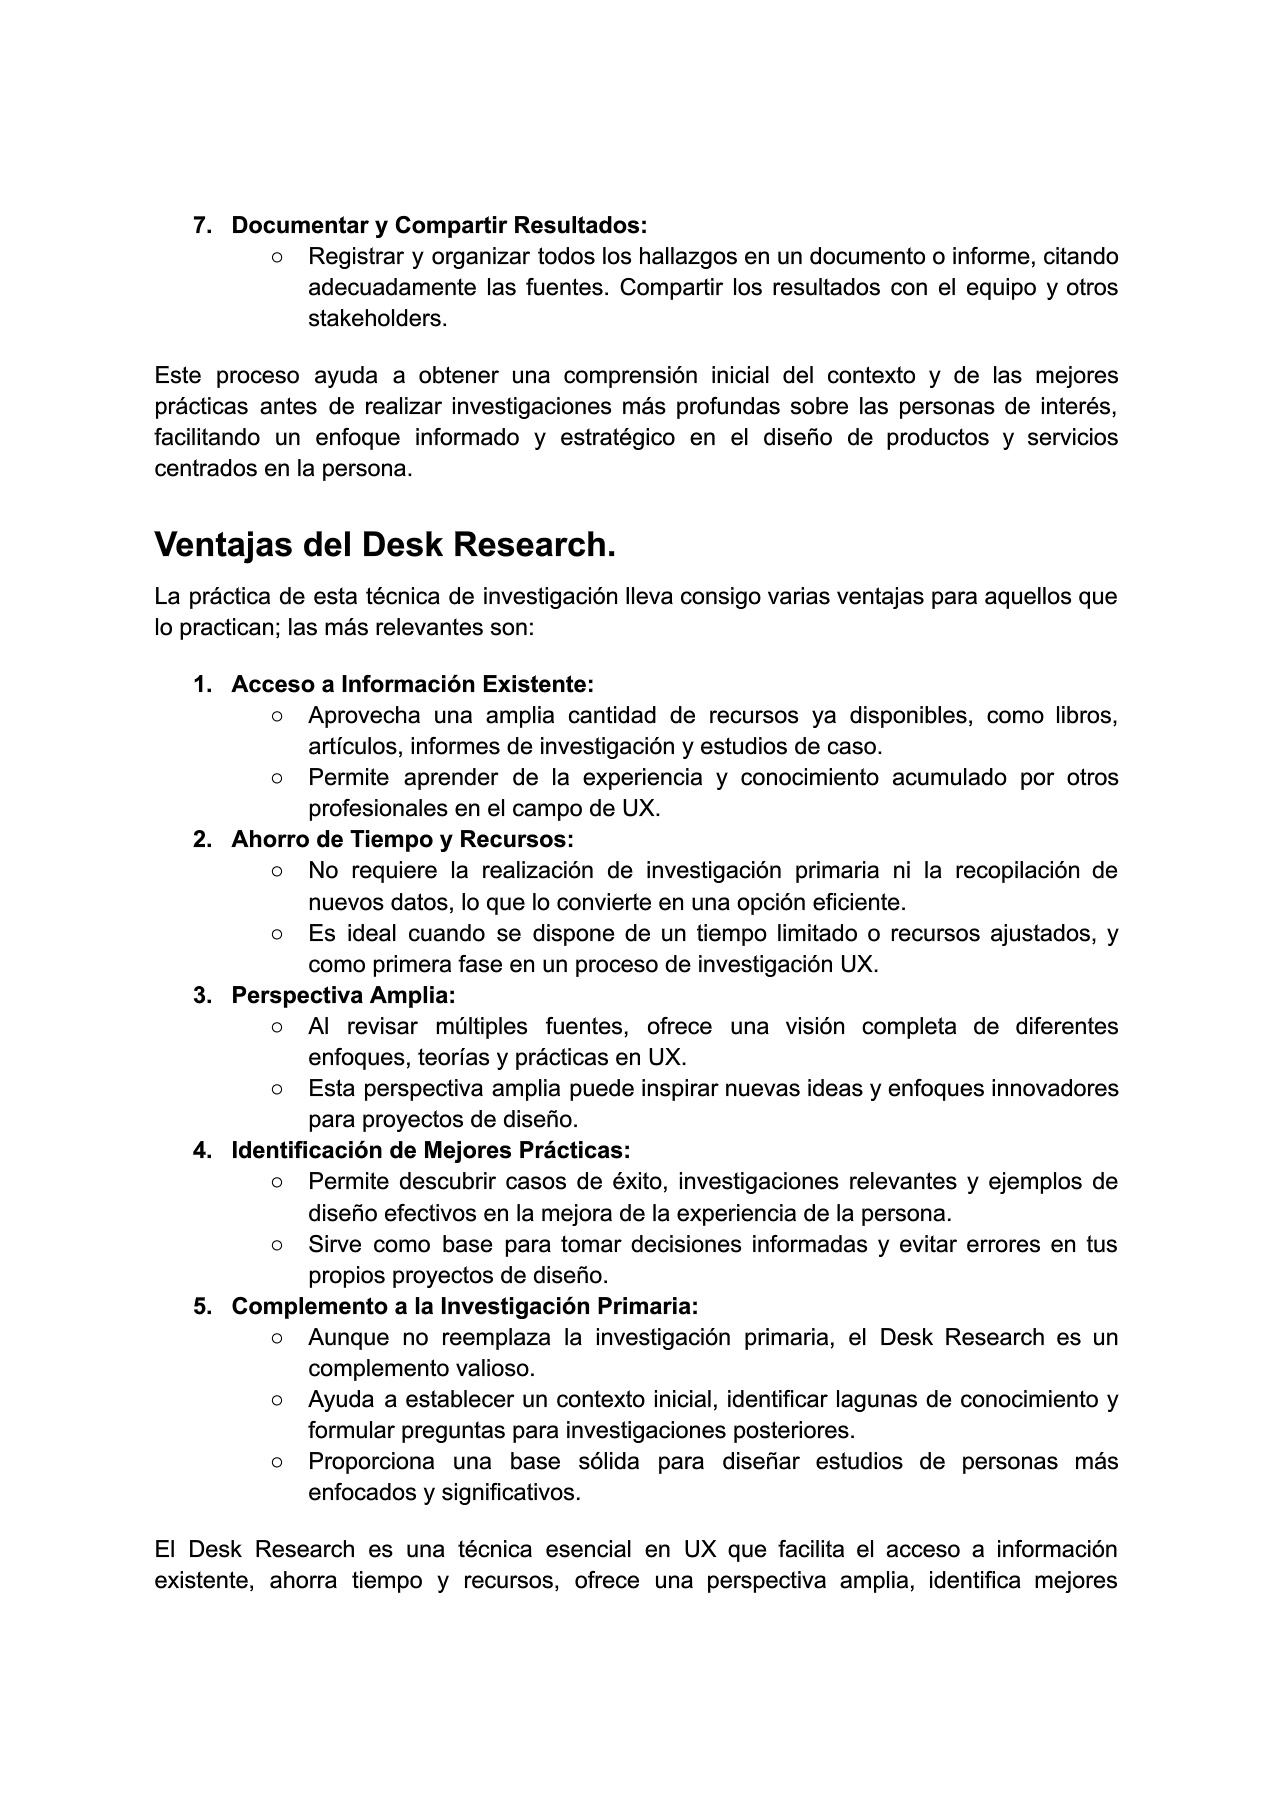 7. Documentar y Compartir Resultados:
○ Registrar y organizar todos los hallazgos en un documento o informe, citando
adecuadamente las fuentes. Compartir los resultados con el equipo y otros
stakeholders.
Este proceso ayuda a obtener una comprensión inicial del contexto y de las mejores
prácticas antes de realizar investigaciones más profundas sobre las personas de interés,
facilitando un enfoque informado y estratégico en el diseño de productos y servicios
centrados en la persona.
Ventajas del Desk Research.
La práctica de esta técnica de investigación lleva consigo varias ventajas para aquellos que
lo practican; las más relevantes son:
1. Acceso a Información Existente:
○ Aprovecha una amplia cantidad de recursos ya disponibles, como libros,
artículos, informes de investigación y estudios de caso.
○ Permite aprender de la experiencia y conocimiento acumulado por otros
profesionales en el campo de UX.
2. Ahorro de Tiempo y Recursos:
○ No requiere la realización de investigación primaria ni la recopilación de
nuevos datos, lo que lo convierte en una opción eficiente.
○ Es ideal cuando se dispone de un tiempo limitado o recursos ajustados, y
como primera fase en un proceso de investigación UX.
3. Perspectiva Amplia:
○ Al revisar múltiples fuentes, ofrece una visión completa de diferentes
enfoques, teorías y prácticas en UX.
○ Esta perspectiva amplia puede inspirar nuevas ideas y enfoques innovadores
para proyectos de diseño.
4. Identificación de Mejores Prácticas:
○ Permite descubrir casos de éxito, investigaciones relevantes y ejemplos de
diseño efectivos en la mejora de la experiencia de la persona.
○ Sirve como base para tomar decisiones informadas y evitar errores en tus
propios proyectos de diseño.
5. Complemento a la Investigación Primaria:
○ Aunque no reemplaza la investigación primaria, el Desk Research es un
complemento valioso.
○ Ayuda a establecer un contexto inicial, identificar lagunas de conocimiento y
formular preguntas para investigaciones posteriores.
○ Proporciona una base sólida para diseñar estudios de personas más
enfocados y significativos.
El Desk Research es una técnica esencial en UX que facilita el acceso a información
existente, ahorra tiempo y recursos, ofrece una perspectiva amplia, identifica mejores